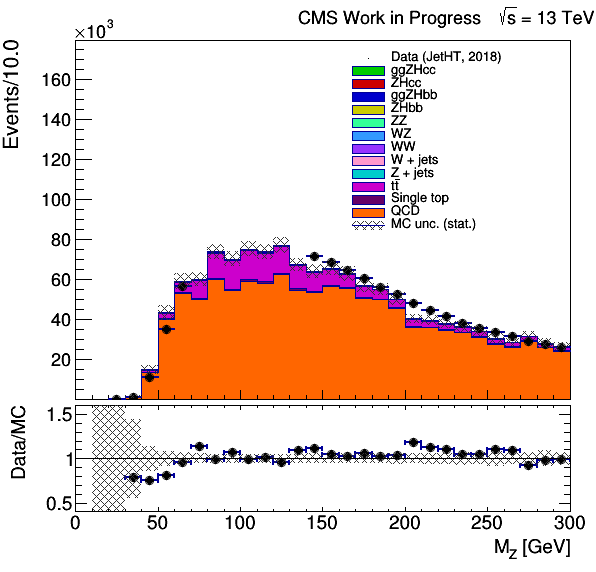 CMS Work in Progress √s = 13 TeV
×10³
Events/10.0
180
160
140
120
100
80
60
40
20
Data (JetHT, 2018)
ggZHcc
ZHcc
ggZHbb
ZHbb
ZZ
WZ
WW
W + jets
Z + jets
tt̄
Single top
QCD
MC unc. (stat.)
Data/MC
1.5
1
0.5
0 50 100 150 200 250 300
M_Z [GeV]